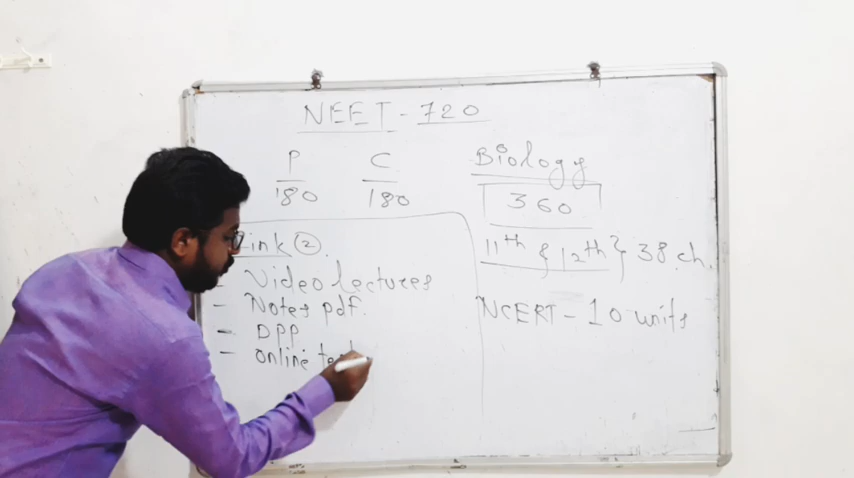 NEET - 720
P C
180 180
Biology
360
11th & 12th } 38 ch.
NCERT - 10 units
ink 2.
- Video lectures
- Notes pdf.
- DPP
- Online